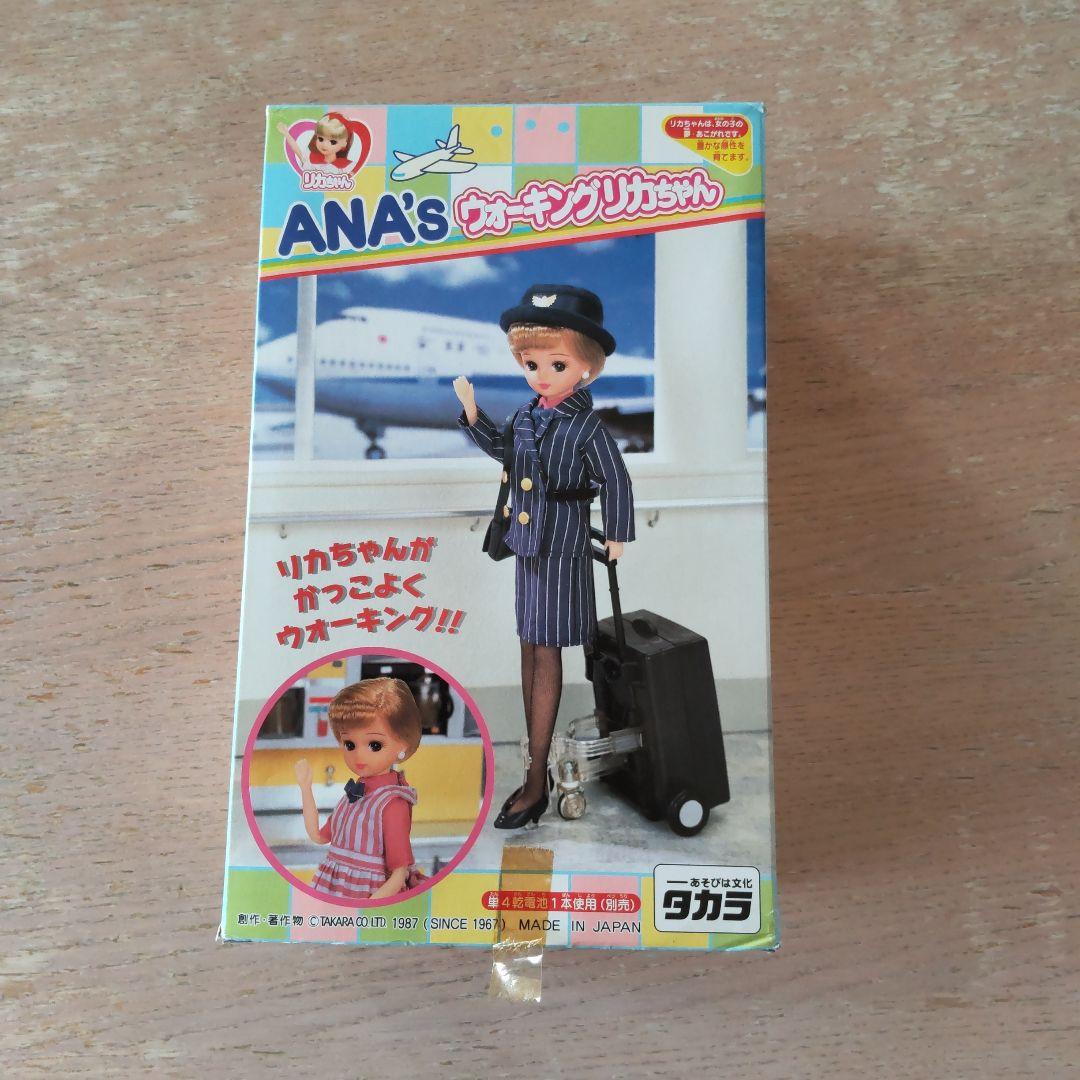 リカちゃん
リカちゃんは、女の子の
夢・あこがれです。
豊かな感性を
育てます。
ANA's ウォーキングリカちゃん
リカちゃんが
かっこよく
ウォーキング!!
単4乾電池1本使用(別売)
創作・著作物 ©TAKARA CO.,LTD. 1987 (SINCE 1967) MADE IN JAPAN
あそびは文化
タカラ